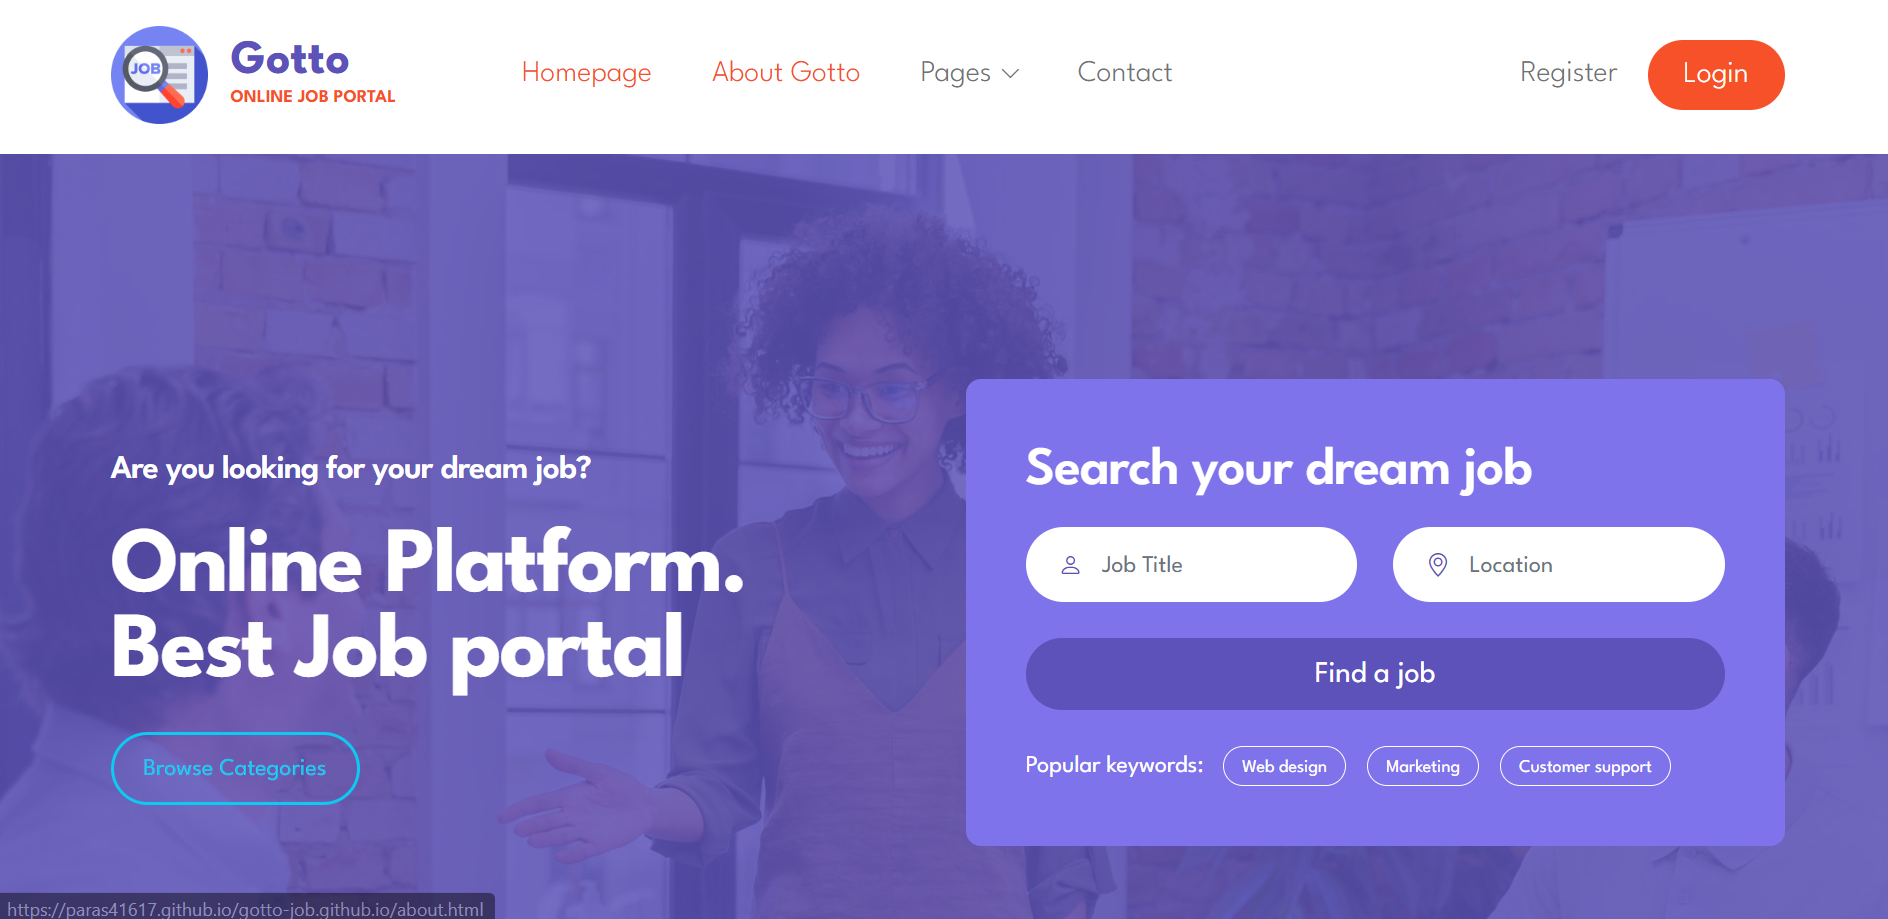 JOB
Gotto
ONLINE JOB PORTAL
Homepage
About Gotto
Pages
Contact
Register
Login
Are you looking for your dream job?
Online Platform.
Best Job portal
Browse Categories
Search your dream job
Job Title
Location
Find a job
Popular keywords:
Web design
Marketing
Customer support
https://paras41617.github.io/gotto-job.github.io/about.html